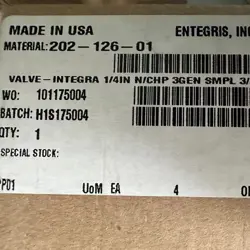 MADE IN USA ENTEGRIS, INC
MATERIAL: 202-126-01
VALVE-INTEGRA 1/4IN N/CHP 3GEN SMPL 3/
WO: 101175004
BATCH: H1S175004
QTY: 1
SPECIAL STOCK:
PP01 UoM EA 4